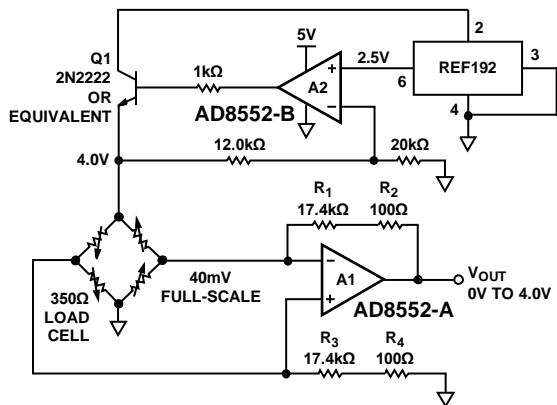 2
Q1
2N2222
OR
EQUIVALENT
1kΩ
5V
A2
AD8552-B
2.5V
6
REF192
3
4
12.0kΩ
20kΩ
4.0V
R1
17.4kΩ
R2
100Ω
350Ω
LOAD
CELL
40mV
FULL-SCALE
A1
AD8552-A
VOUT
0V TO 4.0V
R3
17.4kΩ
R4
100Ω